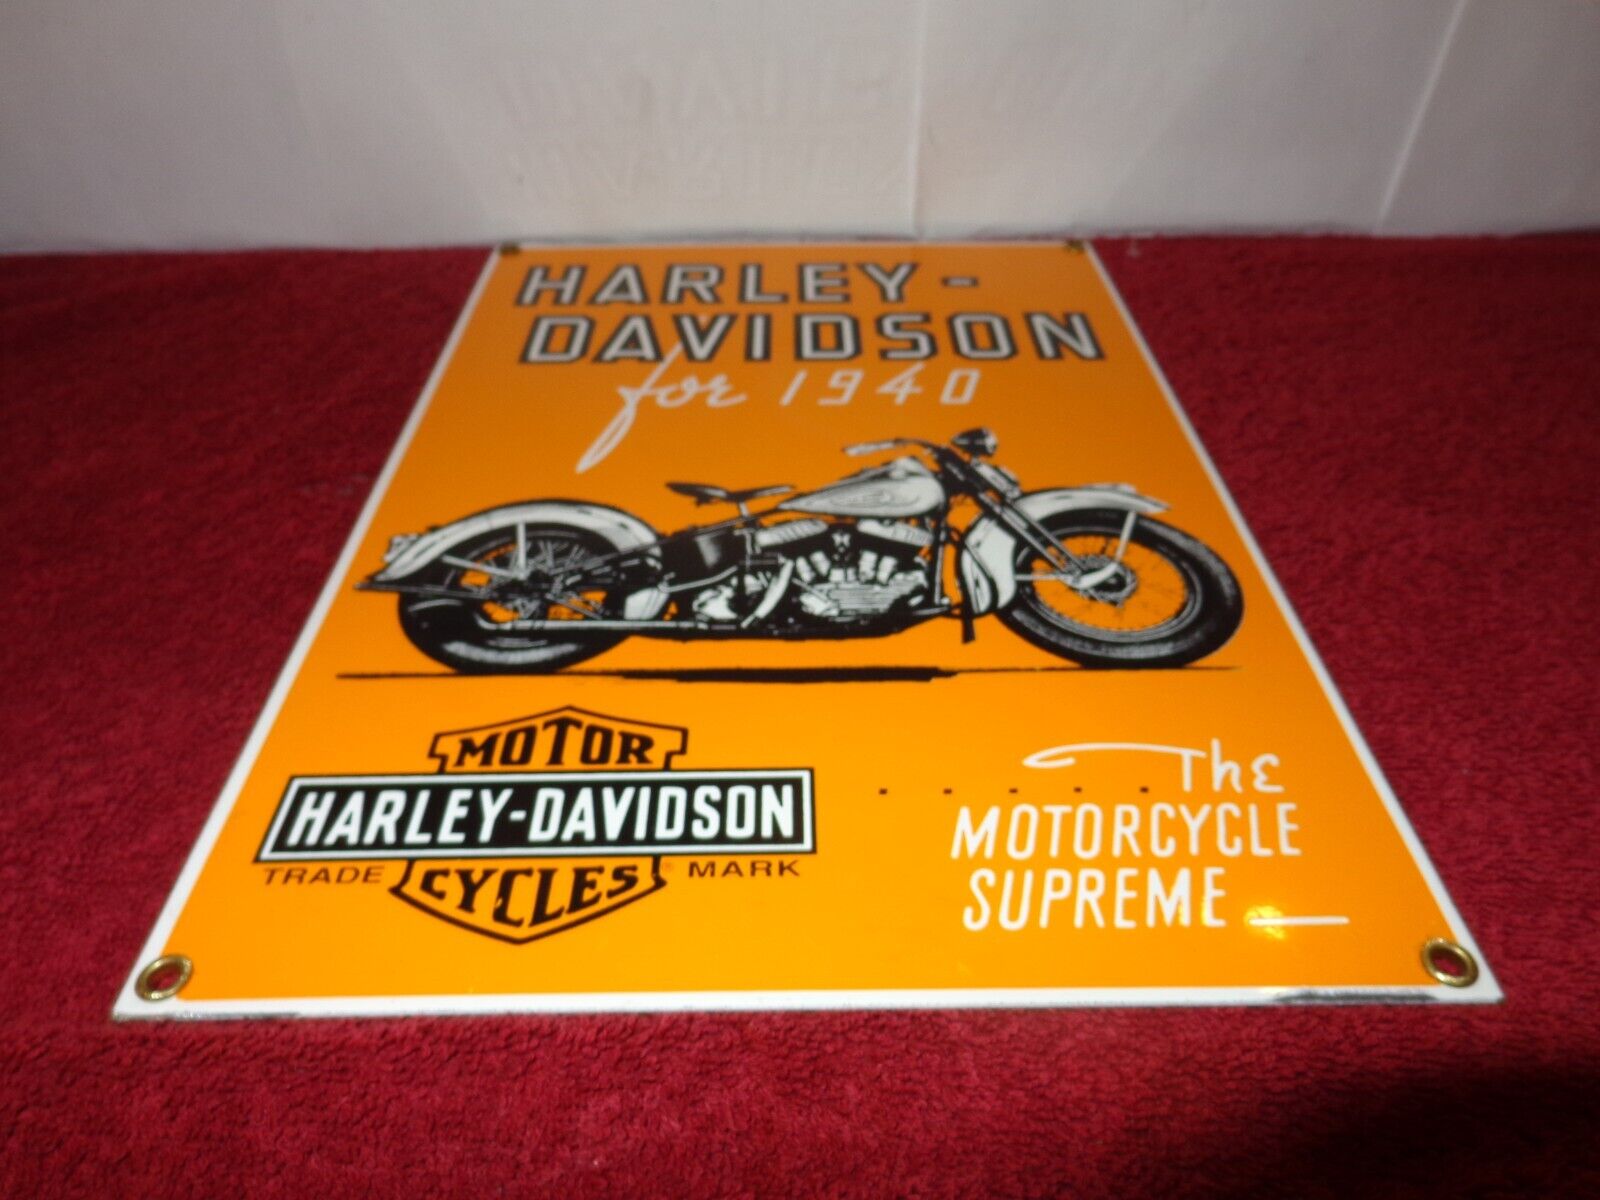 HARLEY-
DAVIDSON
for 1940
MOTOR
HARLEY-DAVIDSON
TRADE ® MARK
CYCLES
. . . . . The
MOTORCYCLE
SUPREME —